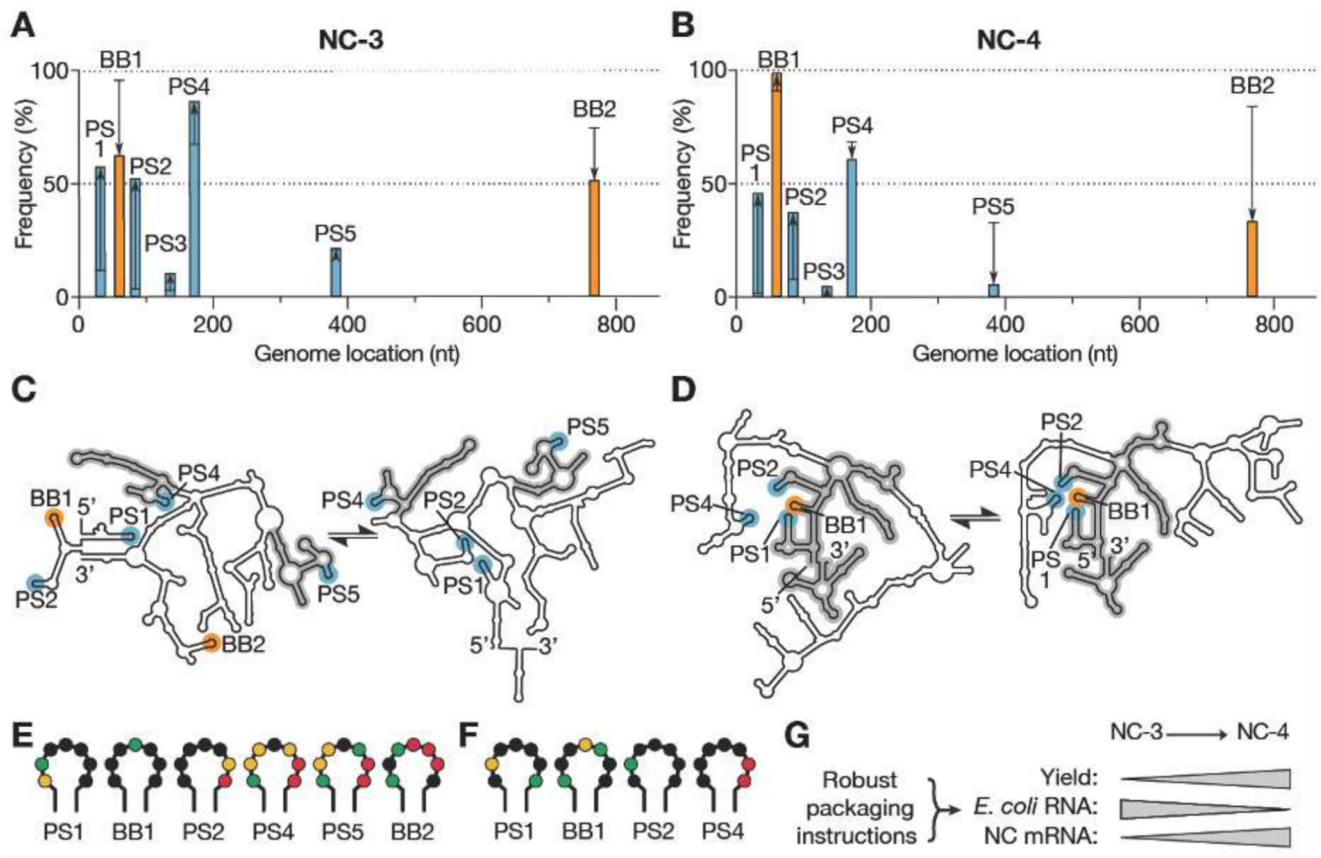 A
NC-3
BB1
PS4
PS
1
PS2
PS3
PS5
BB2
100
50
0
Frequency (%)
0
200
400
600
800
Genome location (nt)
B
NC-4
BB1
BB2
PS4
PS
1
PS2
PS5
PS3
100
50
0
Frequency (%)
0
200
400
600
800
Genome location (nt)
C
PS4
BB1
5’
PS1
3’
PS2
PS5
BB2
PS5
PS4
PS2
PS1
5’
3’
D
PS2
PS4
BB1
PS1
3’
5’
PS2
PS4
BB1
PS
1
5’
3’
E
PS1
BB1
PS2
PS4
PS5
BB2
F
PS1
BB1
PS2
PS4
G
NC-3
NC-4
Robust
packaging
instructions
Yield:
E. coli RNA:
NC mRNA: